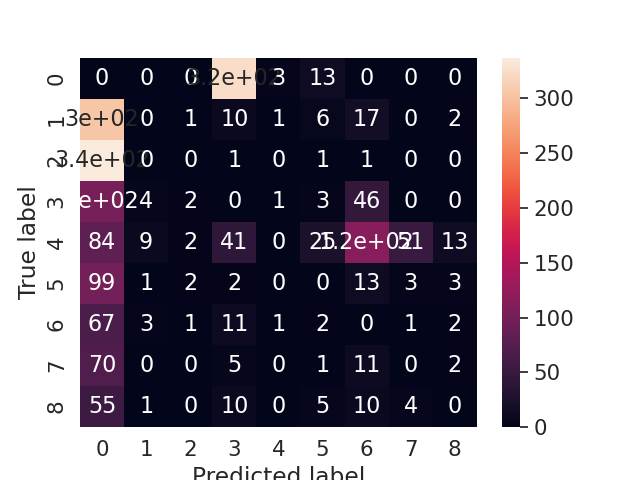 0 0 0 0 3.2e+02 3 13 0 0 0
1 3e+02 0 1 10 1 6 17 0 2
2 3.4e+02 0 0 1 0 1 1 0 0
3 24 2 0 1 3 46 0 0
4 84 9 2 41 0 25 1.2e+02 51 13
5 99 1 2 2 0 0 13 3 3
6 67 3 1 11 1 2 0 1 2
7 70 0 0 5 0 1 11 0 2
8 55 1 0 10 0 5 10 4 0
0 1 2 3 4 5 6 7 8
Predicted label
True label
300
250
200
150
100
50
0